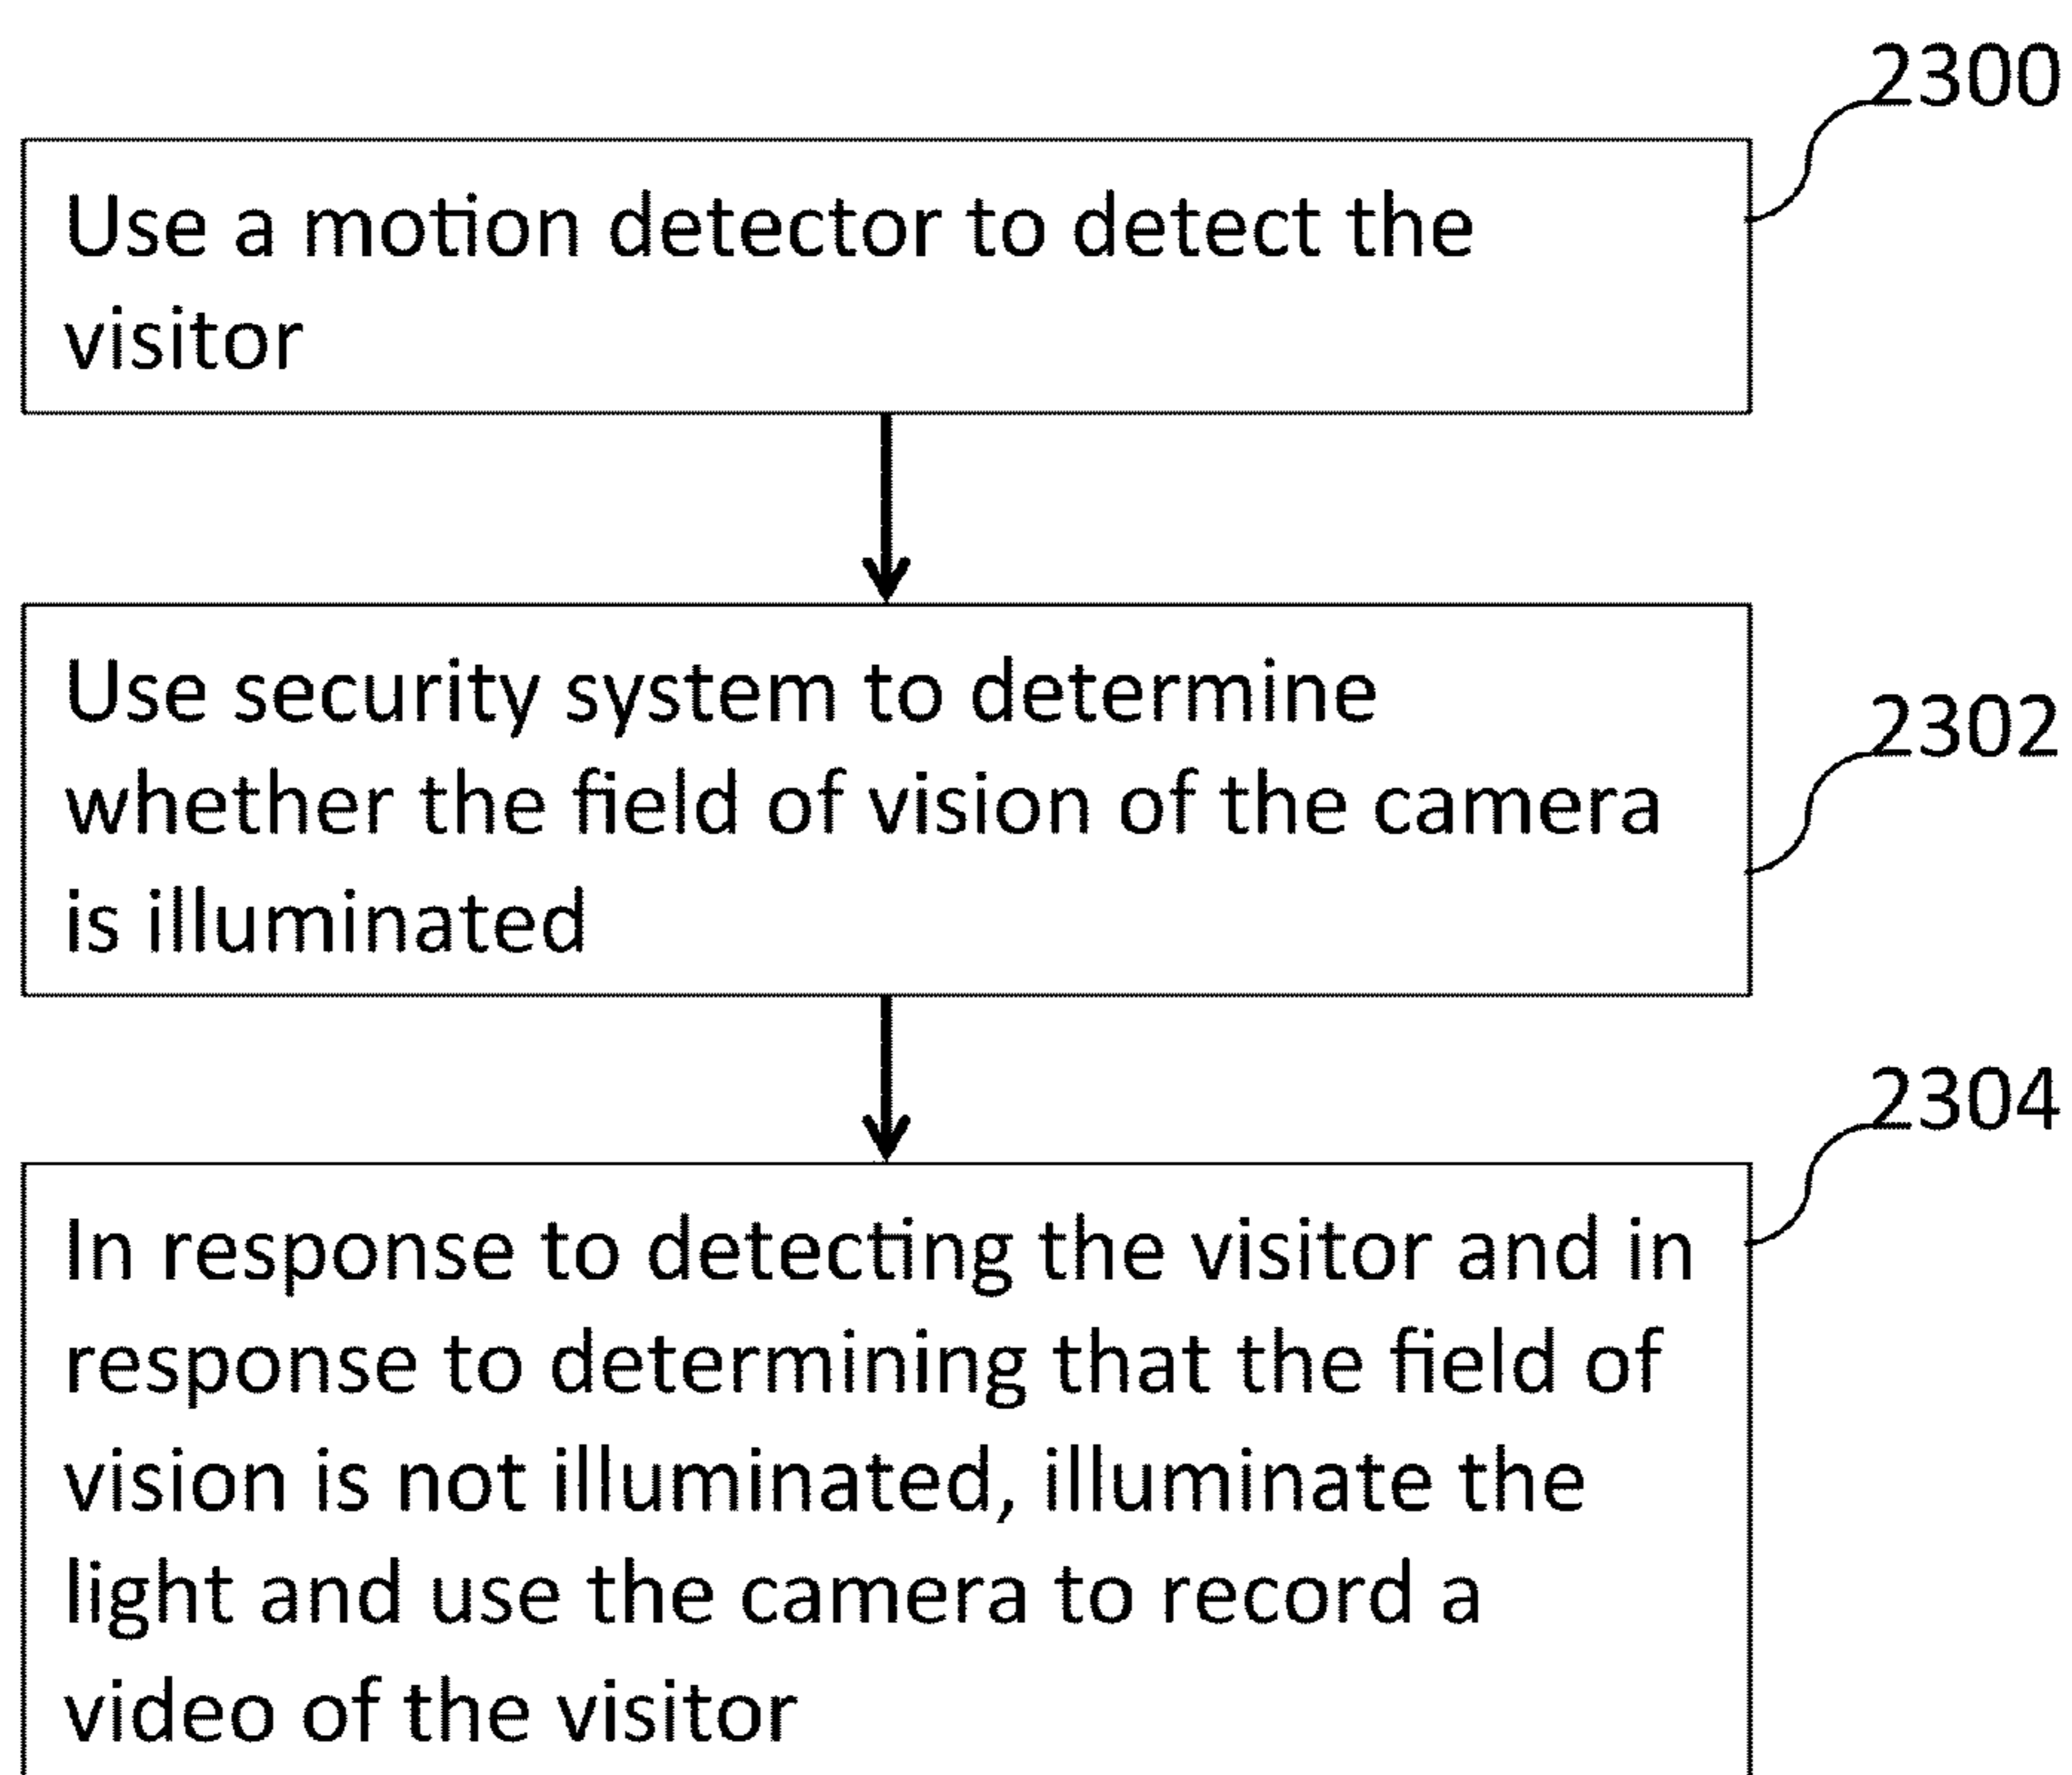 2300
Use a motion detector to detect the
visitor
Use security system to determine
2302
whether the field of vision of the camera
is illuminated
2304
In response to detecting the visitor and in
response to determining that the field of
vision is not illuminated, illuminate the
light and use the camera to record a
video of the visitor